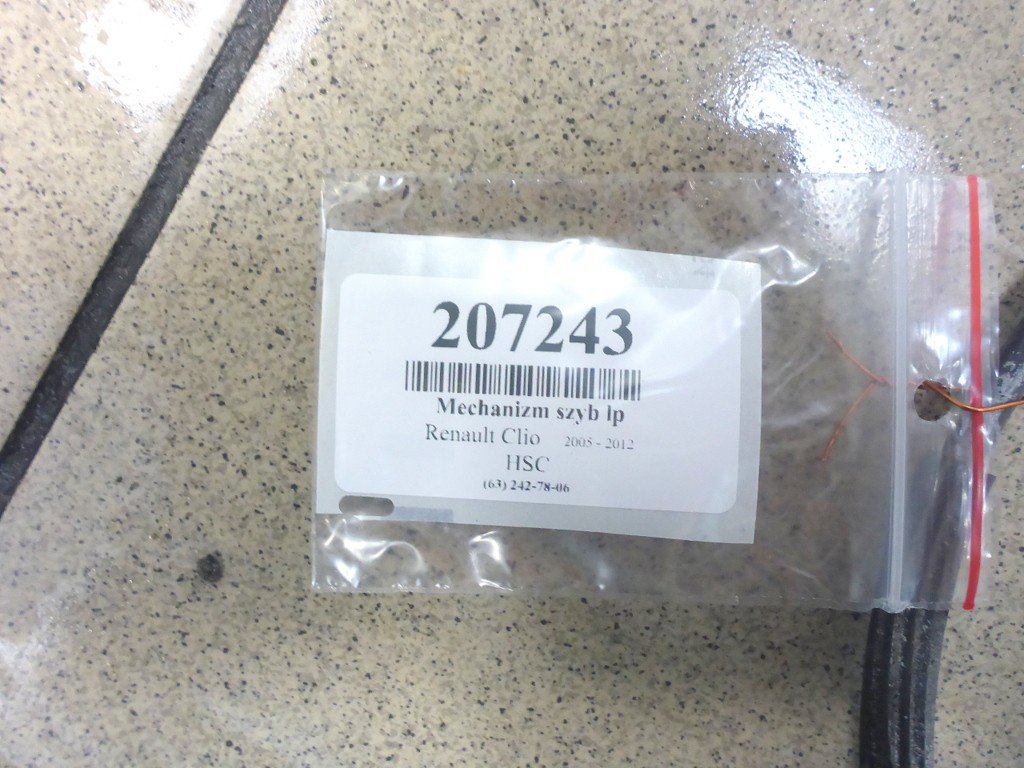 207243
Mechanizm szyb lp
Renault Clio 2005 - 2012
HSC
(63) 242-78-06